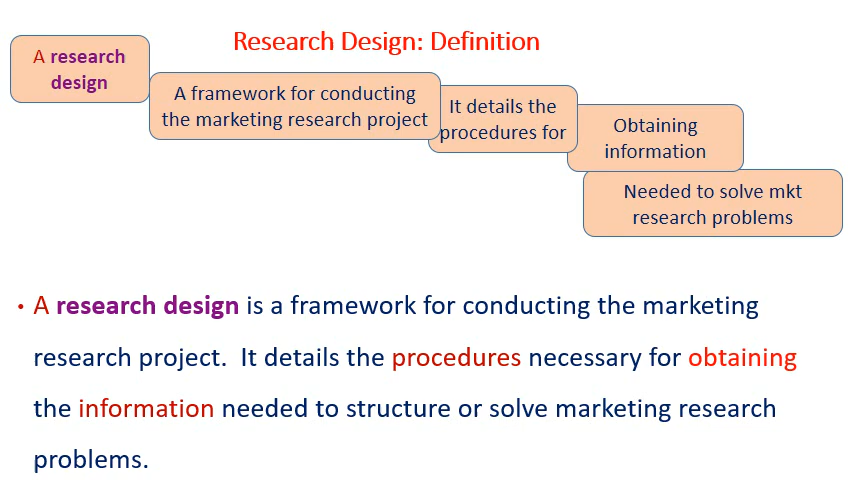 Research Design: Definition
A research
design
A framework for conducting
the marketing research project
It details the
procedures for
Obtaining
information
Needed to solve mkt
research problems
• A research design is a framework for conducting the marketing
research project. It details the procedures necessary for obtaining
the information needed to structure or solve marketing research
problems.